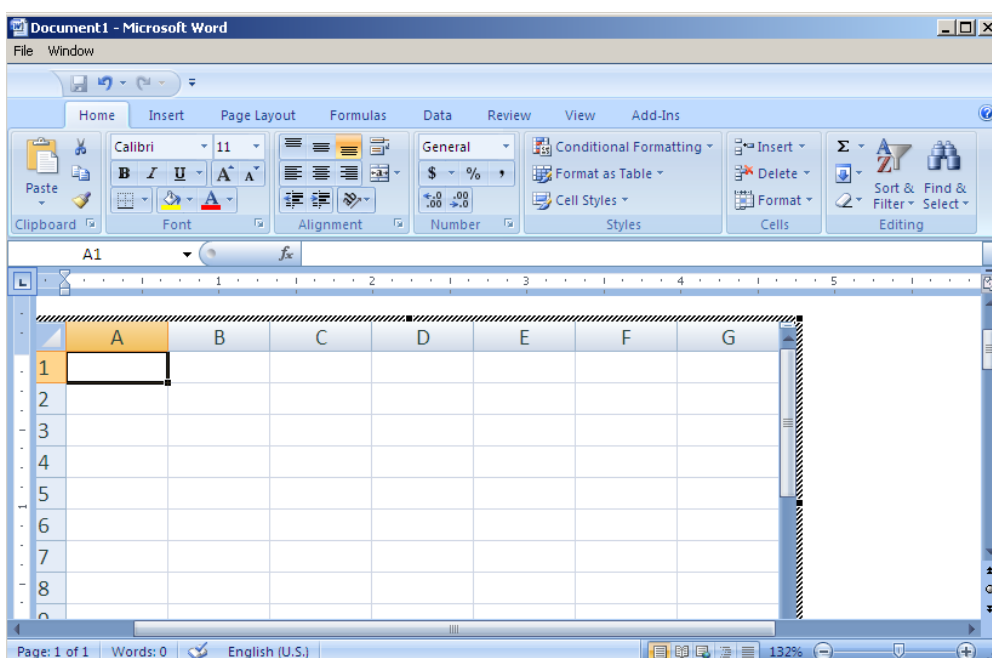 Document1 - Microsoft Word
File Window
Home Insert Page Layout Formulas Data Review View Add-Ins
Calibri 11 General Conditional Formatting Insert Σ
B I U A A $ % , Format as Table Delete
Paste A .00 .0 Cell Styles Format Sort & Filter Find & Select
Clipboard Font Alignment Number Styles Cells Editing
A1 fx
1 2 3 4 5
A B C D E F G
1
2
3
4
5
6
7
8
Page: 1 of 1 Words: 0 English (U.S.) 132%